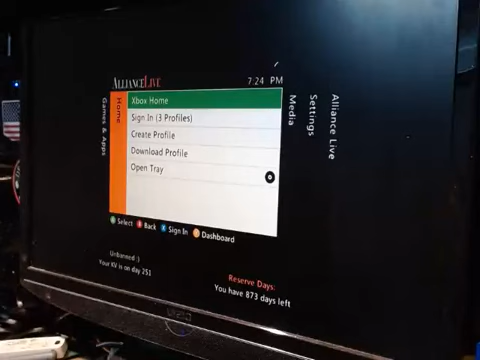 ALLIANCELIVE
7:24 PM
Games & Apps
Home
Xbox Home
Sign In (3 Profiles)
Create Profile
Download Profile
Open Tray
Media
Settings
Alliance Live
Select
Back
X Sign In
Dashboard
Unbanned :)
Your KV is on day 251
Reserve Days:
You have 873 days left